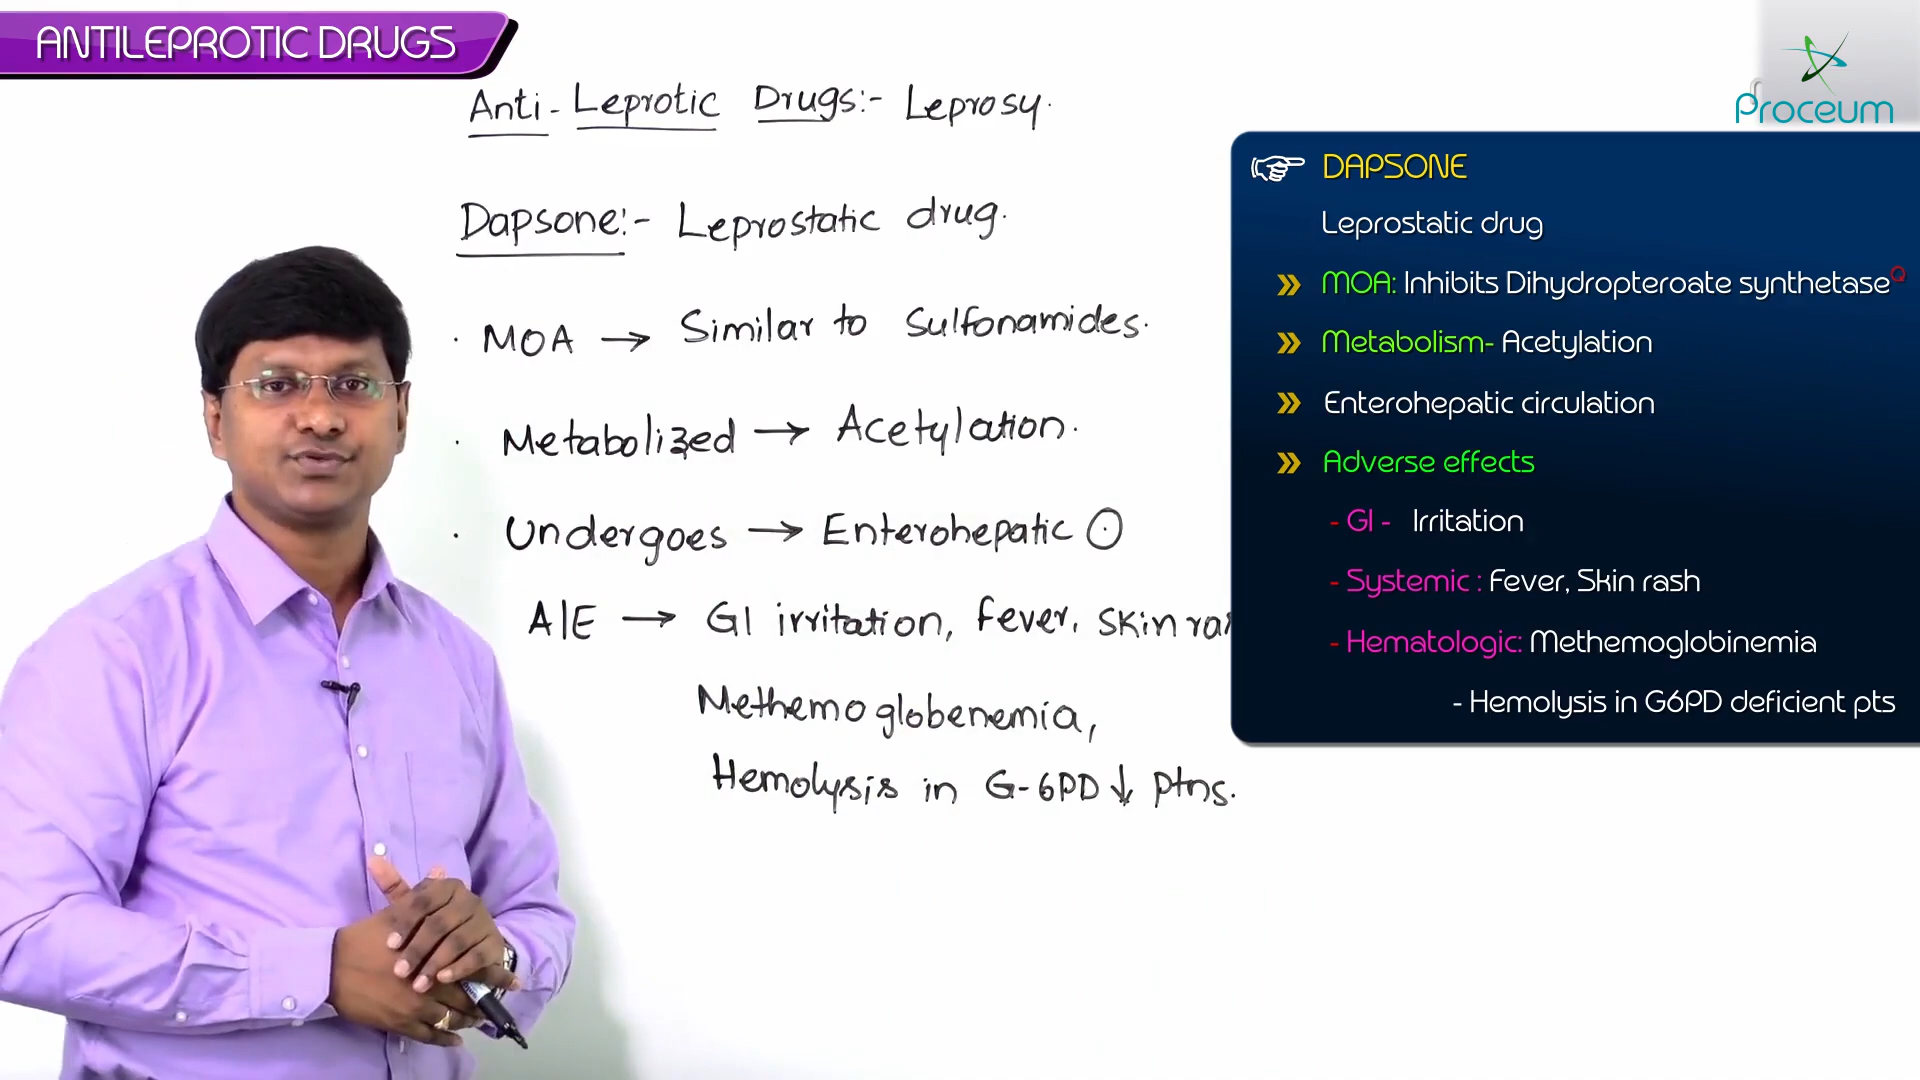 ANTILEPROTIC DRUGS
Anti-Leprotic Drugs:- Leprosy.
Dapsone:- Leprostatic drug.
· MOA → Similar to Sulfonamides.
· Metabolized → Acetylation.
· Undergoes → Enterohepatic ⊙
A/E → GI irritation, Fever, Skin ras
Methemoglobenemia,
Hemolysis in G-6PD↓ Ptns.
Proceum
DAPSONE
Leprostatic drug
» MOA: Inhibits Dihydropteroate synthetase Q
» Metabolism- Acetylation
» Enterohepatic circulation
» Adverse effects
- GI - Irritation
- Systemic : Fever, Skin rash
- Hematologic: Methemoglobinemia
- Hemolysis in G6PD deficient pts